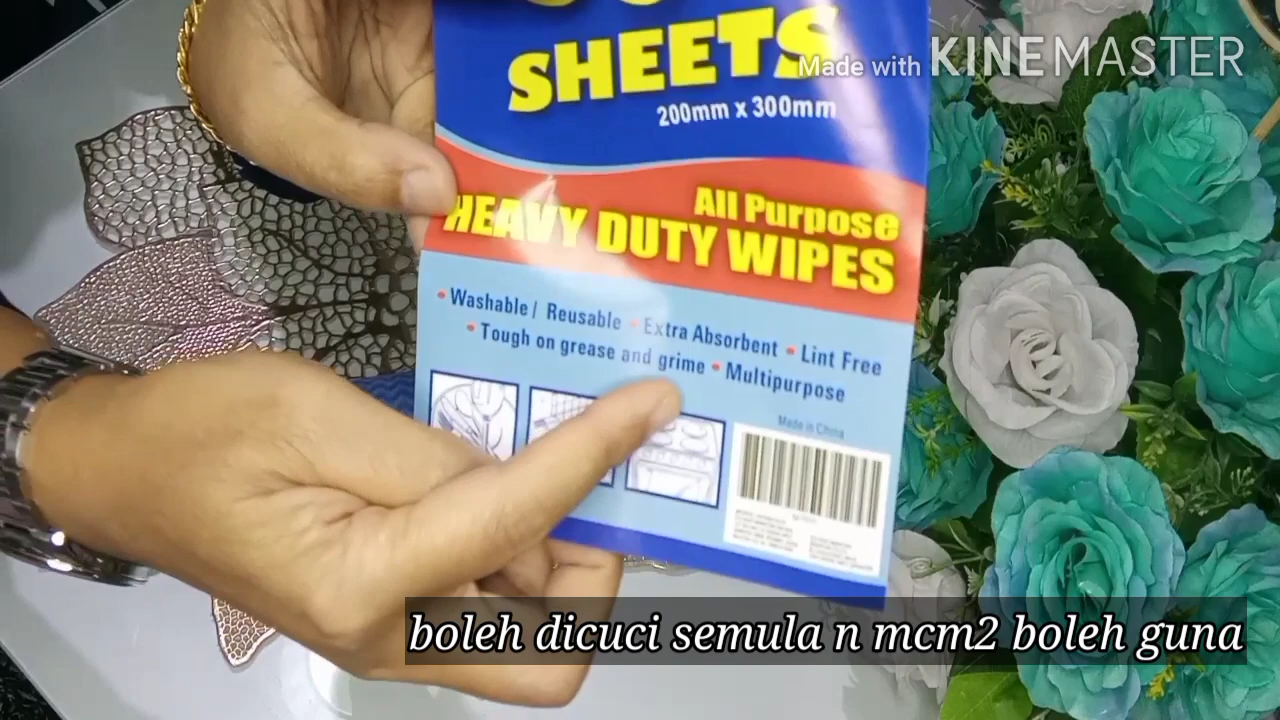 SHEETS
Made with KINEMASTER
200mm x 300mm
All Purpose
HEAVY DUTY WIPES
• Washable / Reusable • Extra Absorbent • Lint Free
• Tough on grease and grime • Multipurpose
Made in China
boleh dicuci semula n mcm2 boleh guna